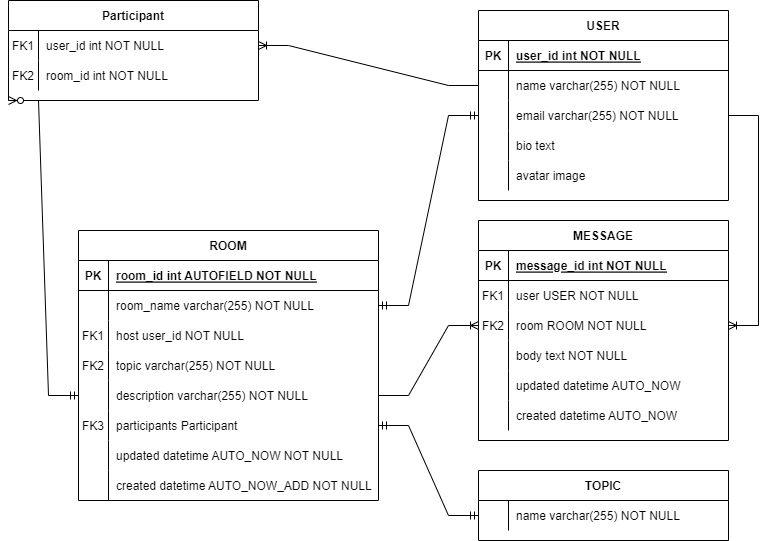 Participant
FK1 user_id int NOT NULL
FK2 room_id int NOT NULL
USER
PK user_id int NOT NULL
name varchar(255) NOT NULL
email varchar(255) NOT NULL
bio text
avatar image
ROOM
PK room_id int AUTOFIELD NOT NULL
room_name varchar(255) NOT NULL
FK1 host user_id NOT NULL
FK2 topic varchar(255) NOT NULL
description varchar(255) NOT NULL
FK3 participants Participant
updated datetime AUTO_NOW NOT NULL
created datetime AUTO_NOW_ADD NOT NULL
MESSAGE
PK message_id int NOT NULL
FK1 user USER NOT NULL
FK2 room ROOM NOT NULL
body text NOT NULL
updated datetime AUTO_NOW
created datetime AUTO_NOW
TOPIC
name varchar(255) NOT NULL